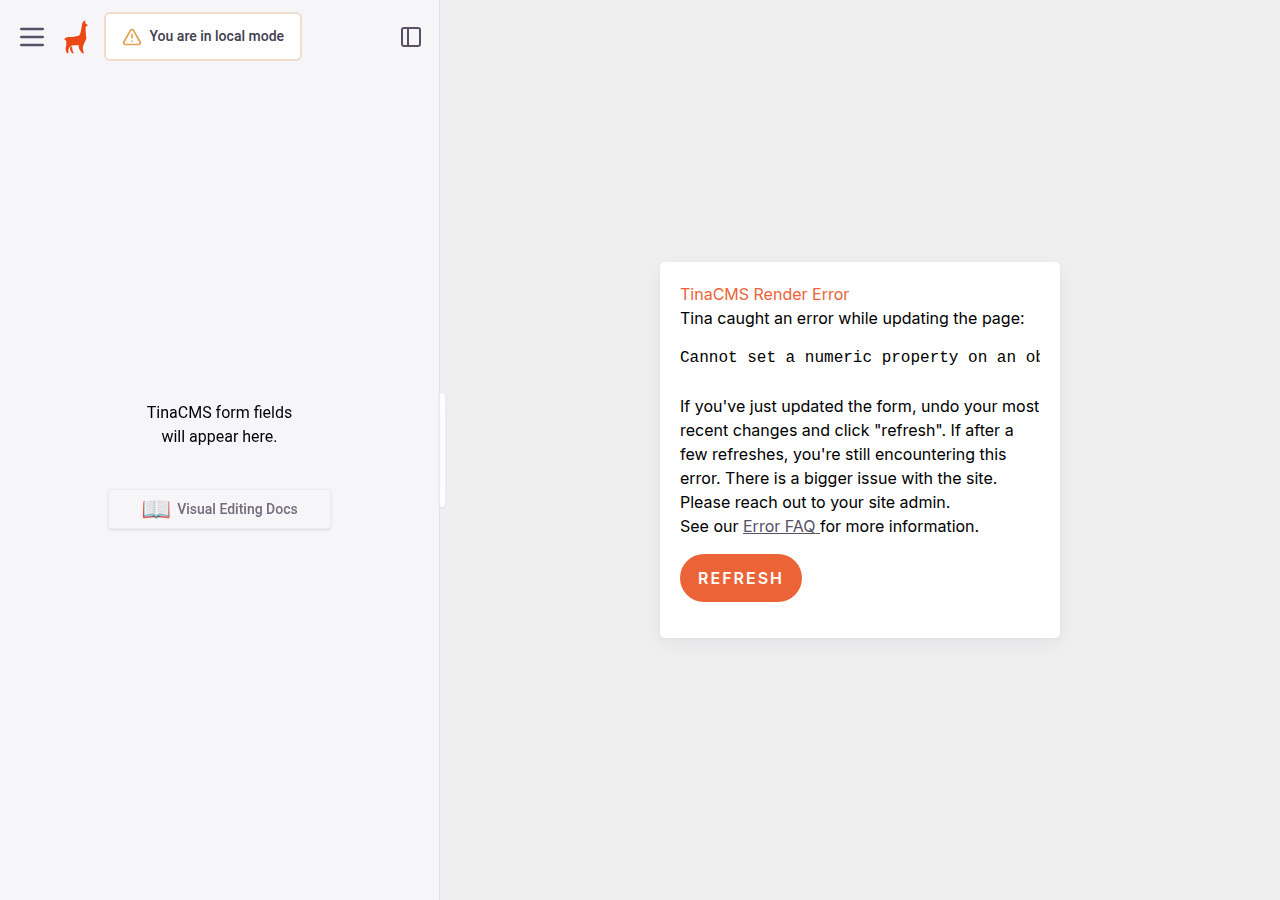 You are in local mode
TinaCMS form fields
will appear here.
Visual Editing Docs
TinaCMS Render Error
Tina caught an error while updating the page:
Cannot set a numeric property on an ob
If you've just updated the form, undo your most
recent changes and click "refresh". If after a
few refreshes, you're still encountering this
error. There is a bigger issue with the site.
Please reach out to your site admin.
See our Error FAQ for more information.
REFRESH